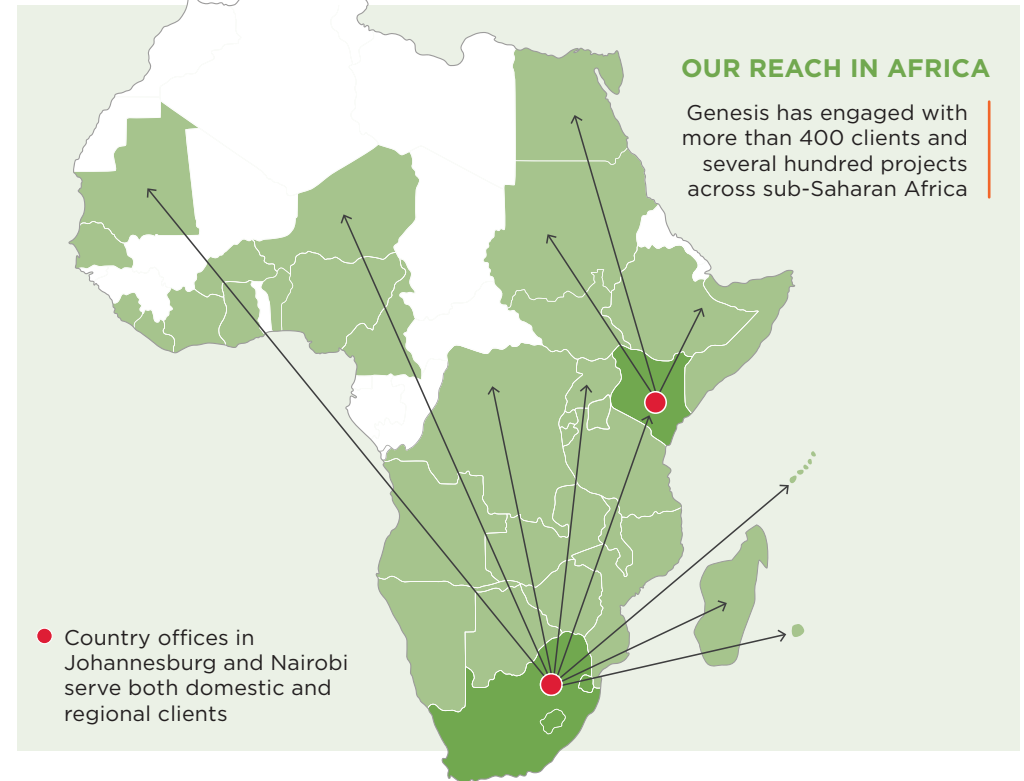 OUR REACH IN AFRICA
Genesis has engaged with
more than 400 clients and
several hundred projects
across sub-Saharan Africa
Country offices in
Johannesburg and Nairobi
serve both domestic and
regional clients